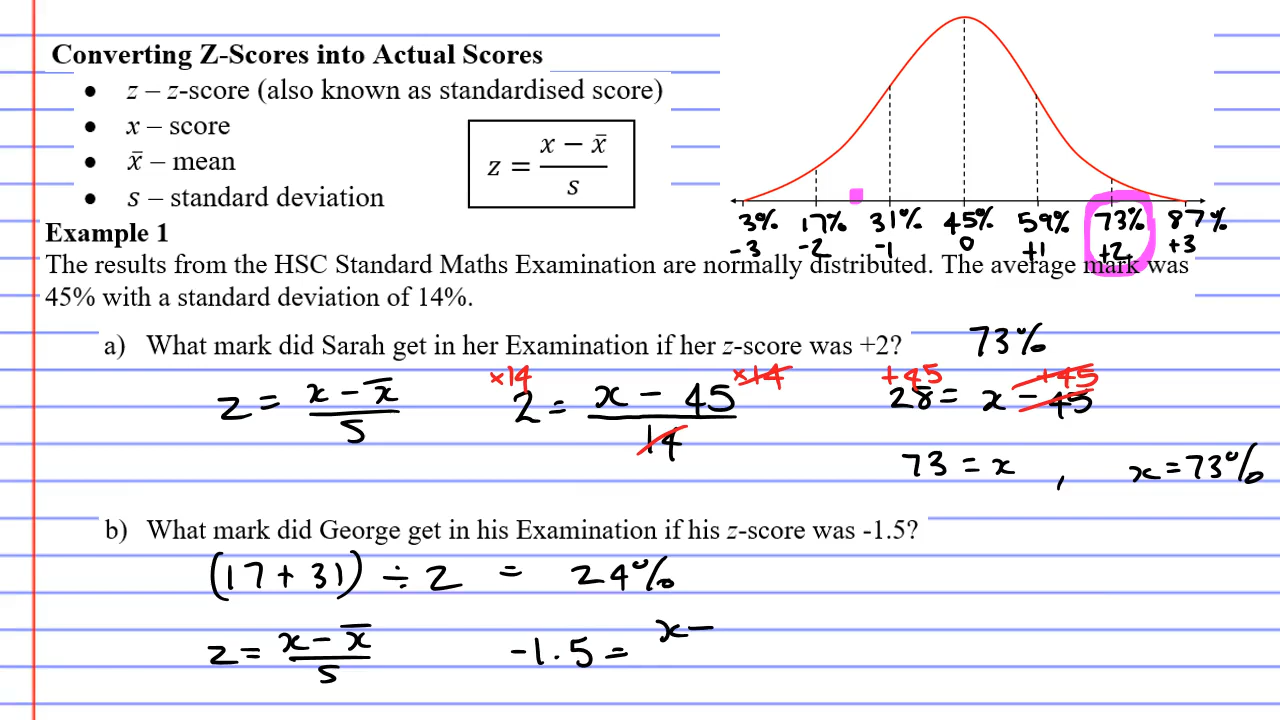 Converting Z-Scores into Actual Scores
• z – z-score (also known as standardised score)
• x – score
• x̄ – mean
• s – standard deviation
z = (x − x̄)/s
3% 17% 31% 45% 59% 73% 87%
-3 -2 -1 0 +1 +2 +3
Example 1
The results from the HSC Standard Maths Examination are normally distributed. The average mark was
45% with a standard deviation of 14%.
a) What mark did Sarah get in her Examination if her z-score was +2? 73%
×14 ×14 +45 +45
z = (x − x̄)/s 2 = (x − 45)/14 28 = x − 45
73 = x , x = 73%
b) What mark did George get in his Examination if his z-score was -1.5?
(17 + 31) ÷ 2 = 24%
z = (x − x̄)/s -1.5 = x −